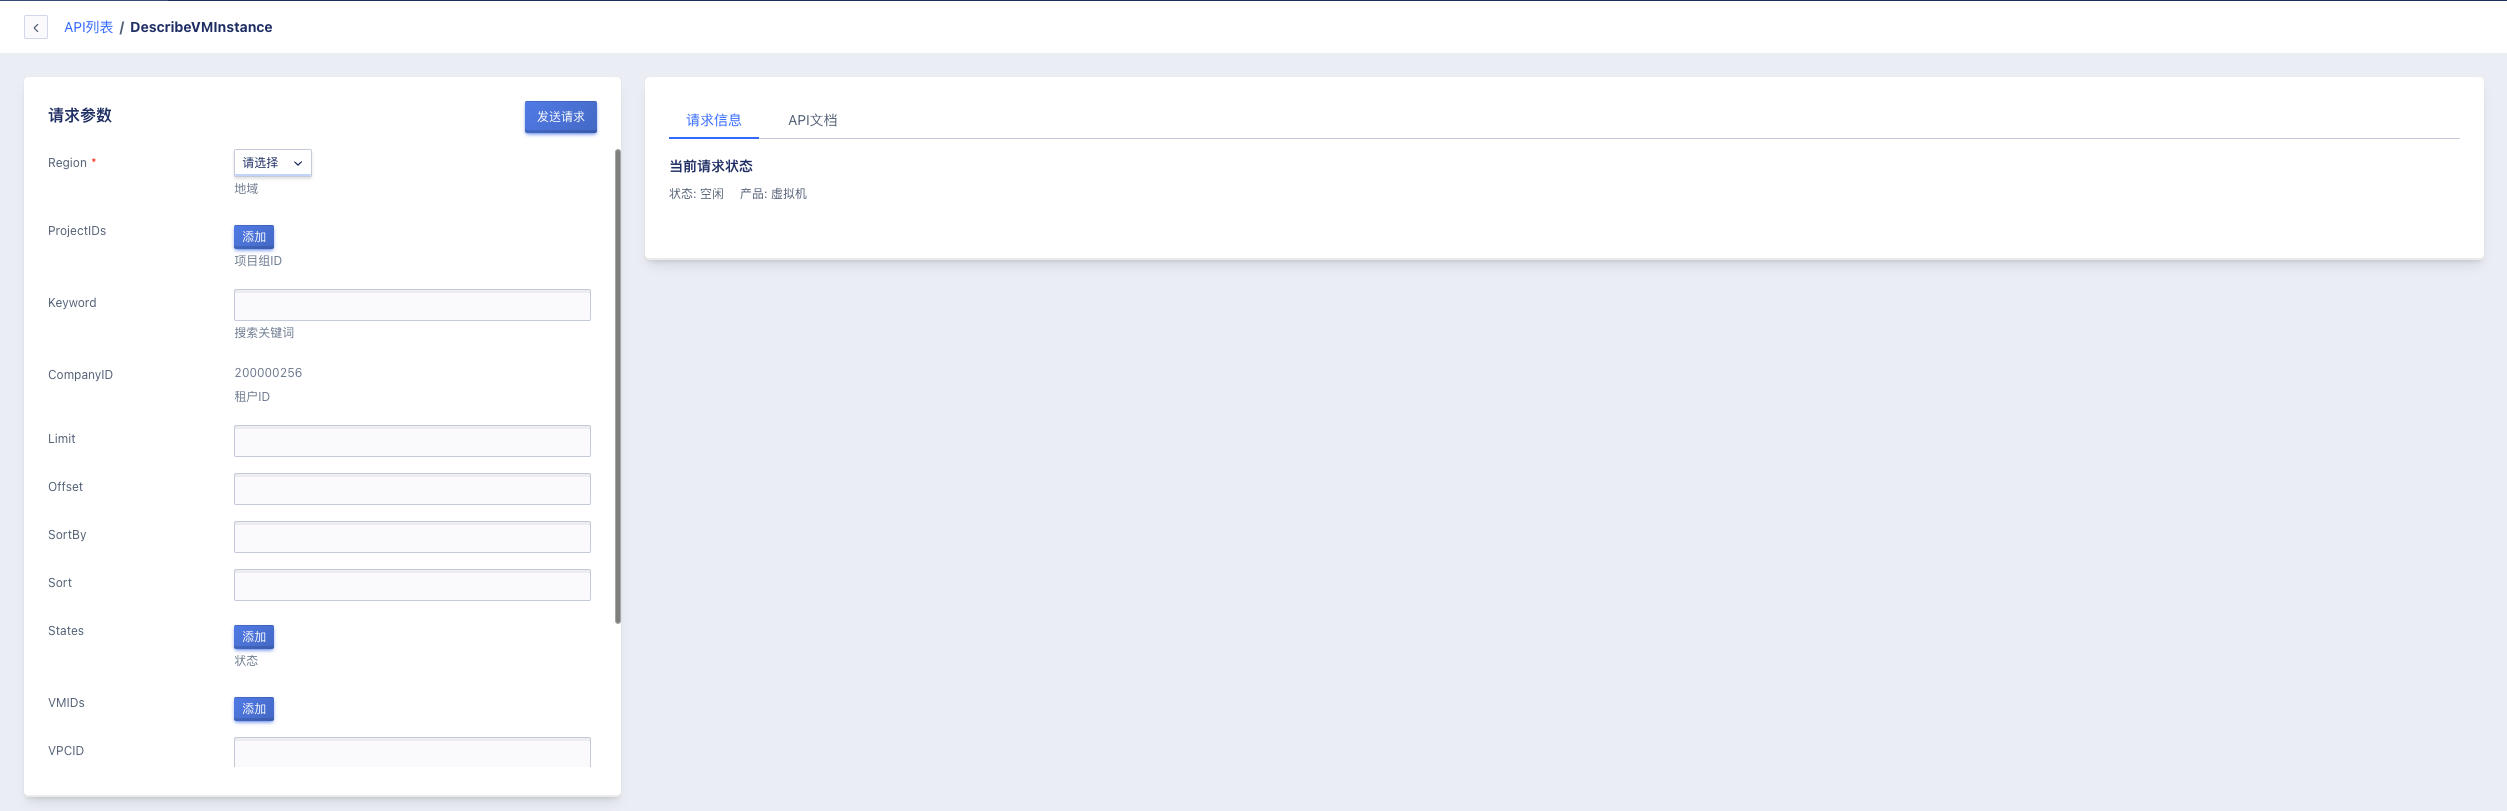 API列表 / DescribeVMInstance
请求参数
发送请求
Region *
请选择
地域
ProjectIDs
添加
项目组ID
Keyword
搜索关键词
CompanyID
200000256
租户ID
Limit
Offset
SortBy
Sort
States
添加
状态
VMIDs
添加
VPCID
请求信息
API文档
当前请求状态
状态: 空闲 产品: 虚拟机